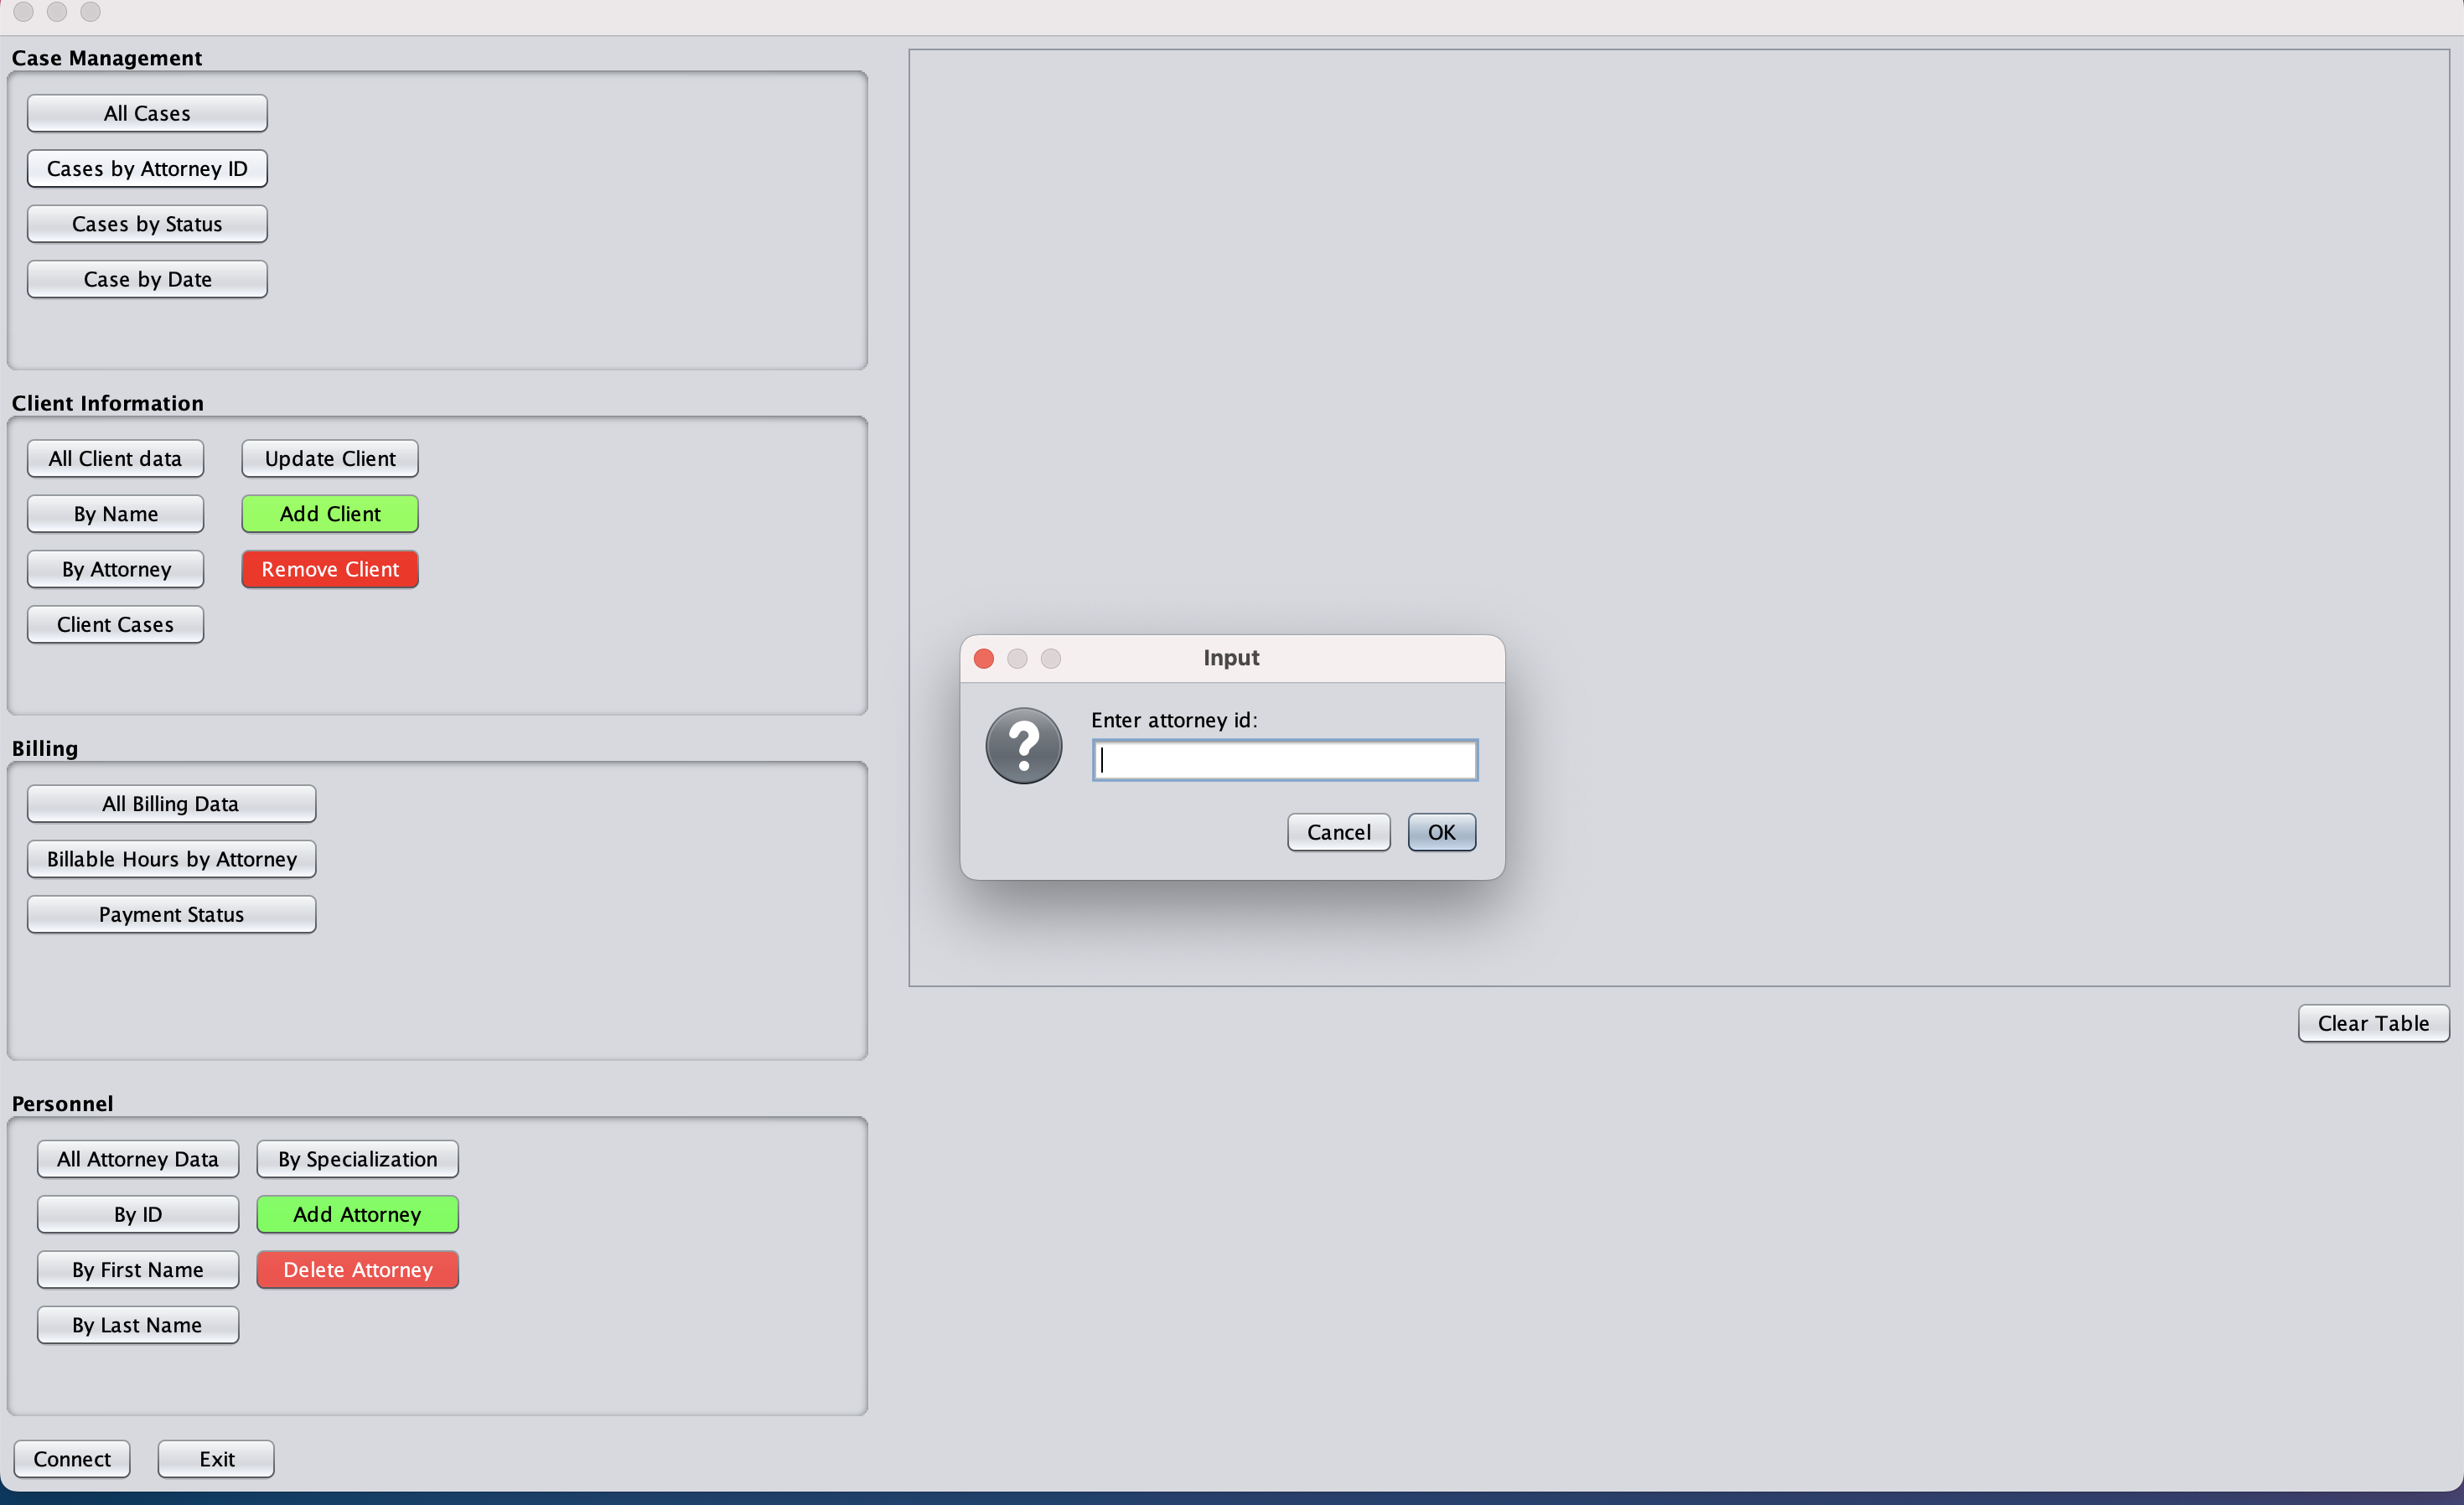 Case Management
All Cases
Cases by Attorney ID
Cases by Status
Case by Date
Client Information
All Client data
Update Client
By Name
Add Client
By Attorney
Remove Client
Client Cases
Billing
All Billing Data
Billable Hours by Attorney
Payment Status
Personnel
All Attorney Data
By Specialization
By ID
Add Attorney
By First Name
Delete Attorney
By Last Name
Connect
Exit
Input
?
Enter attorney id:
Cancel
OK
Clear Table